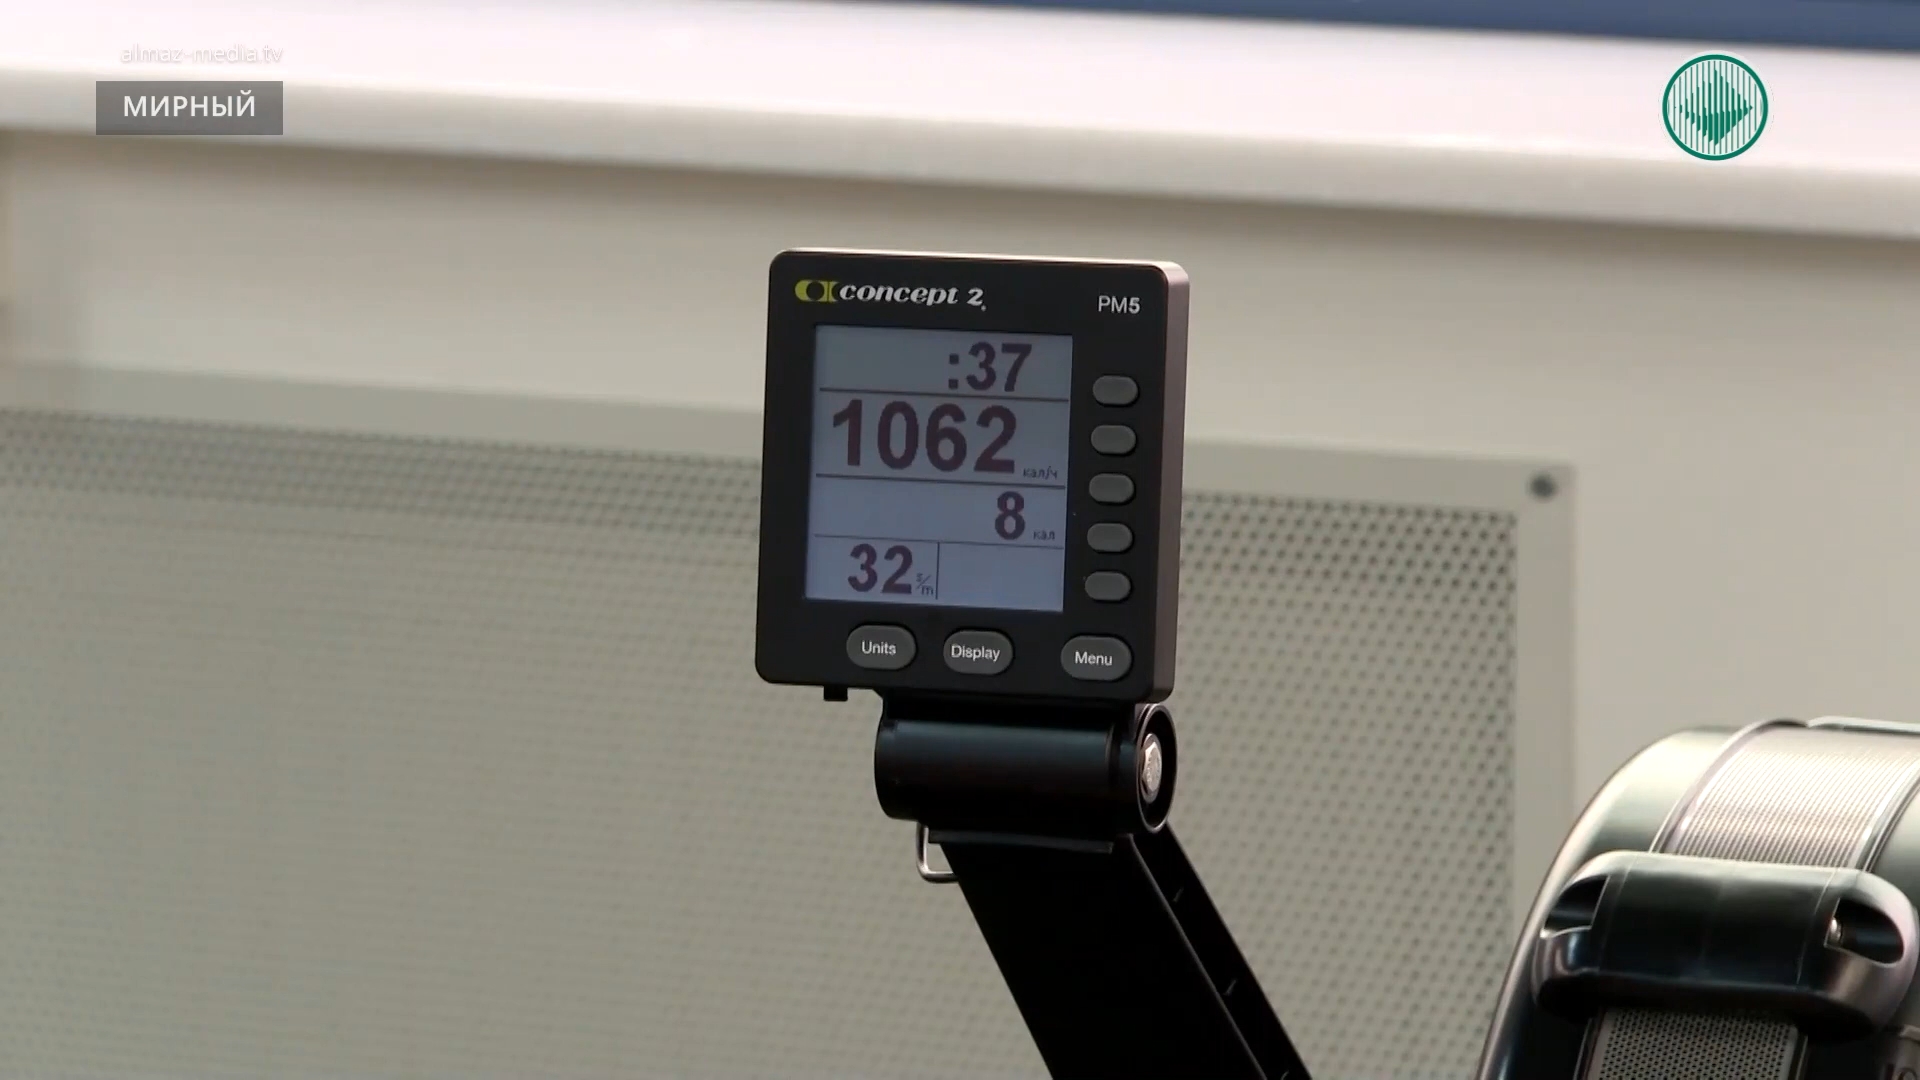 almaz-media.tv
МИРНЫЙ
concept 2
PM5
:37
1062 кал/ч
8 кал
32 s/m
Units Display Menu